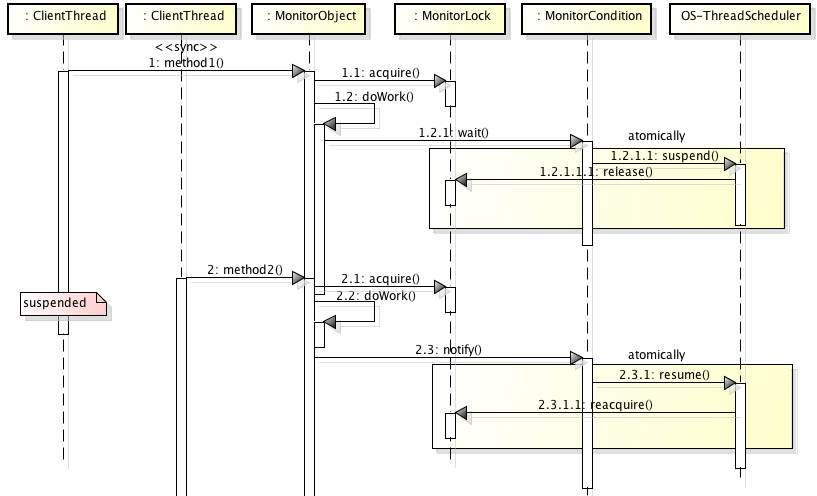 : ClientThread
: ClientThread
: MonitorObject
: MonitorLock
: MonitorCondition
OS-ThreadScheduler
<<sync>>
1: method1()
1.1: acquire()
1.2: doWork()
1.2.1: wait()
atomically
1.2.1.1: suspend()
1.2.1.1.1: release()
2: method2()
2.1: acquire()
suspended
2.2: doWork()
2.3: notify()
atomically
2.3.1: resume()
2.3.1.1: reacquire()